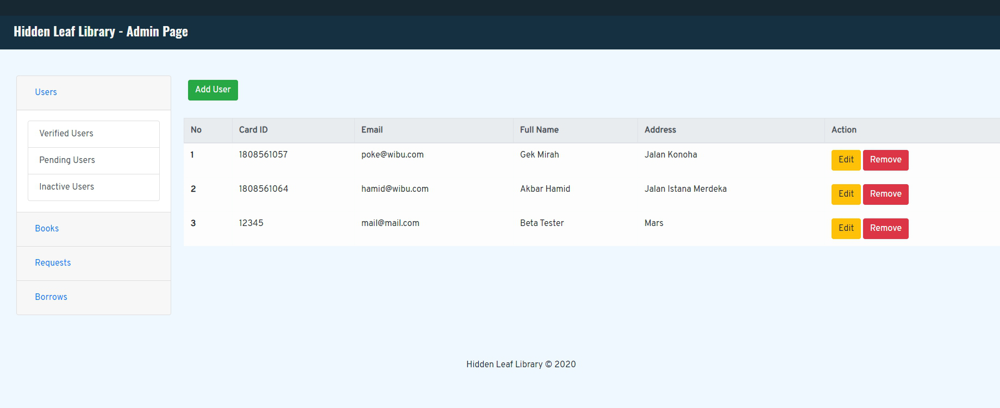 Hidden Leaf Library - Admin Page
Users
Verified Users
Pending Users
Inactive Users
Books
Requests
Borrows
Add User
No Card ID Email Full Name Address Action
1 1808561057 poke@wibu.com Gek Mirah Jalan Konoha Edit Remove
2 1808561064 hamid@wibu.com Akbar Hamid Jalan Istana Merdeka Edit Remove
3 12345 mail@mail.com Beta Tester Mars Edit Remove
Hidden Leaf Library © 2020